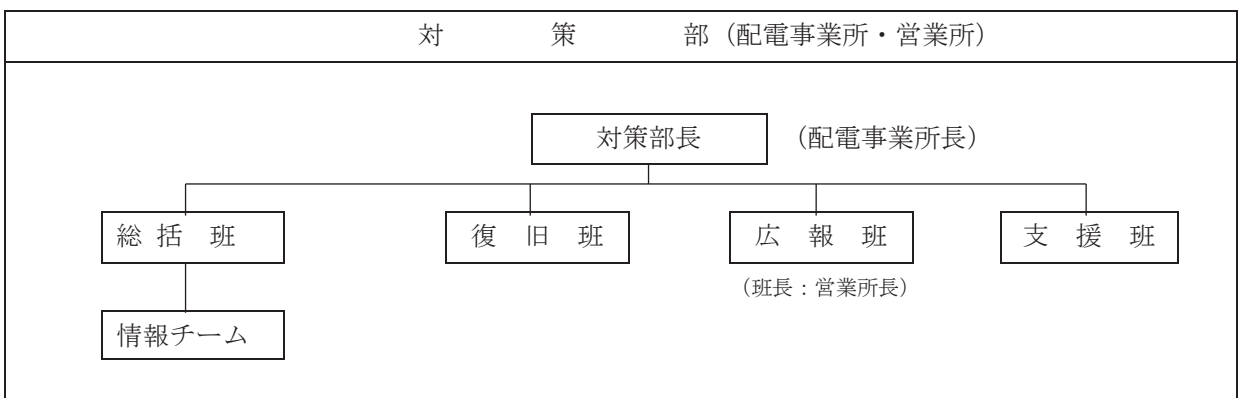 対　策　部（配電事業所・営業所）
対策部長　（配電事業所長）
総括班　復旧班　広報班　支援班
（班長：営業所長）
情報チーム